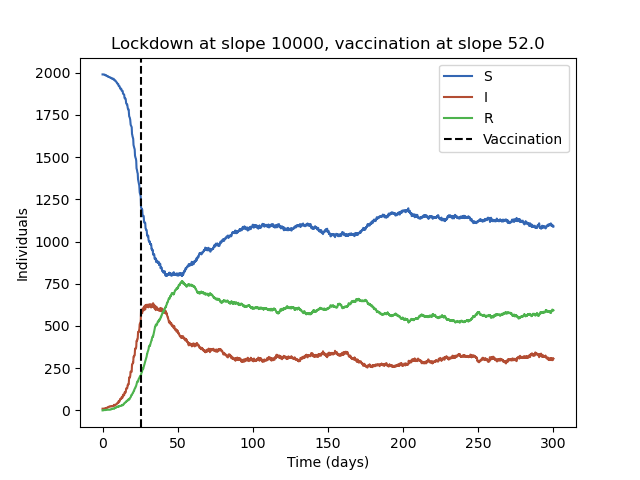 Lockdown at slope 10000, vaccination at slope 52.0
S
I
R
Vaccination
2000
1750
1500
1250
1000
750
500
250
0
Individuals
0 50 100 150 200 250 300
Time (days)